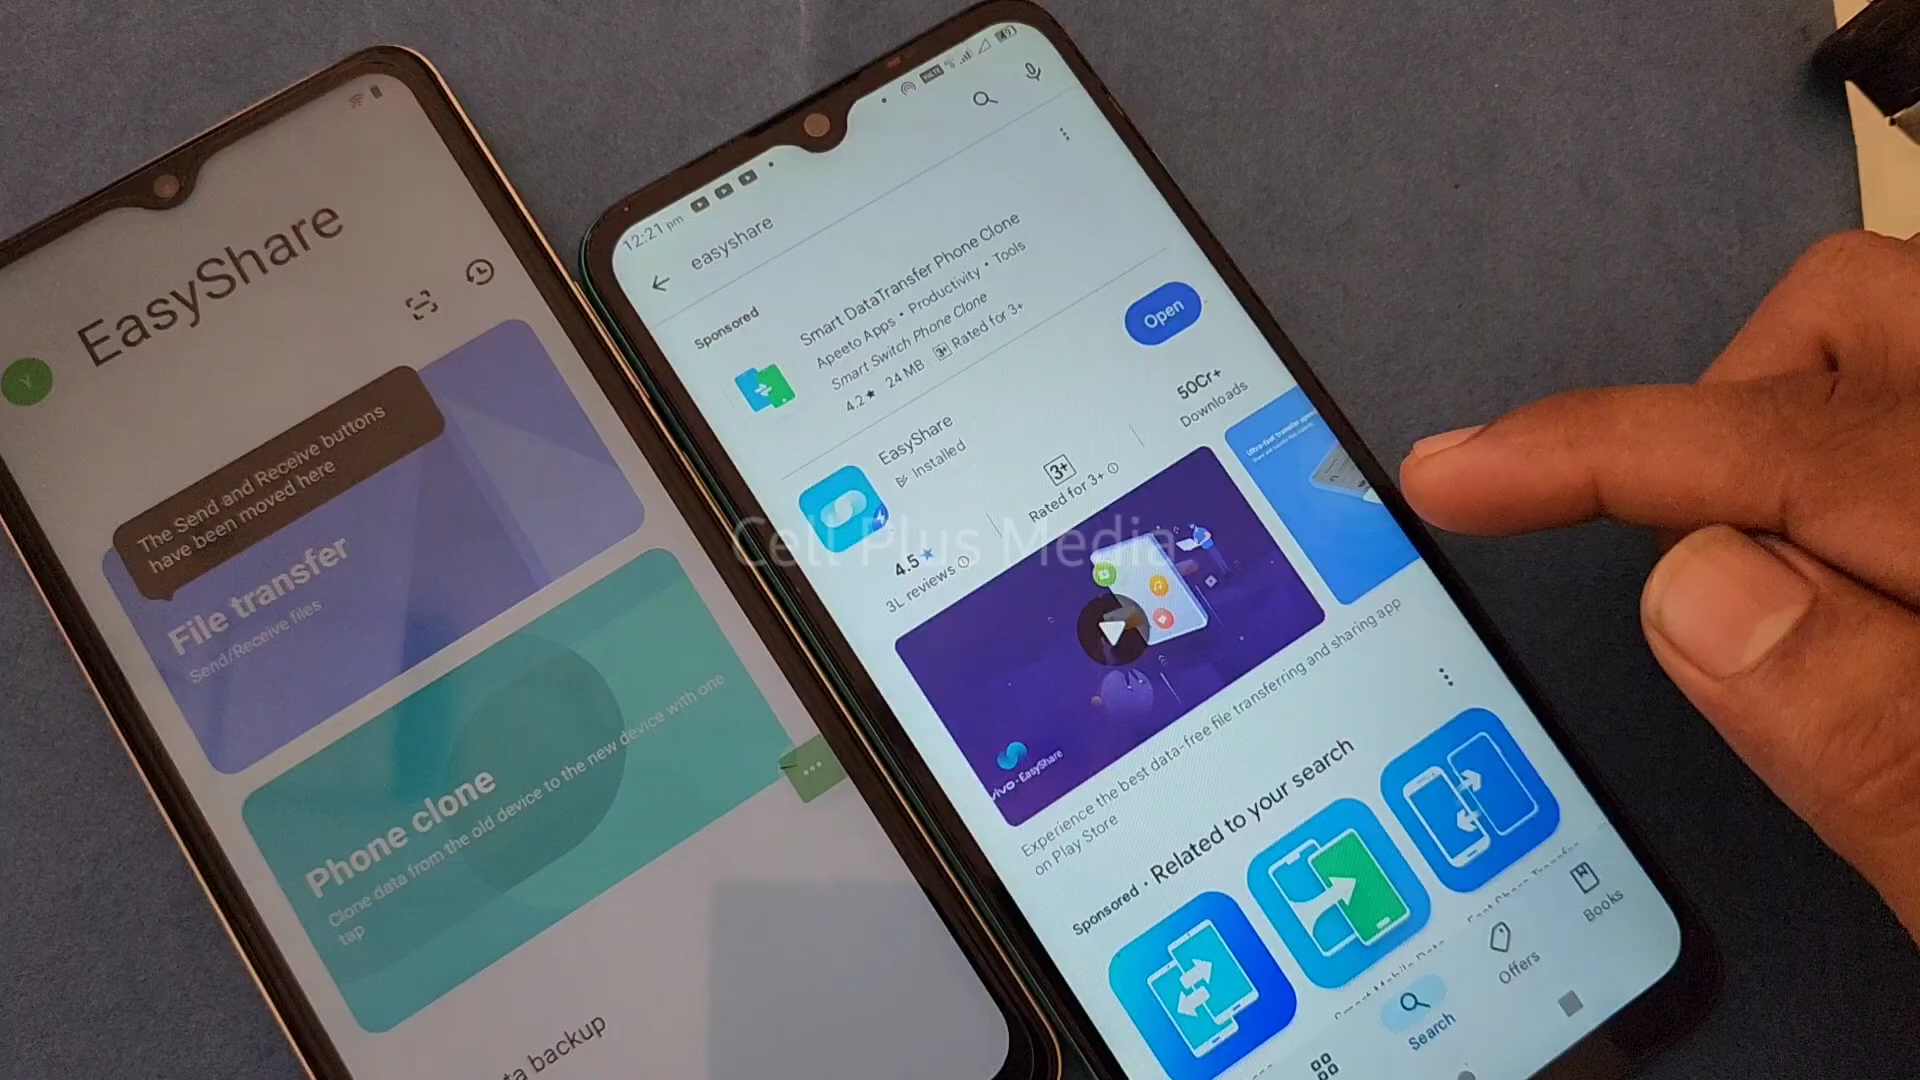 EasyShare
Y
The Send and Receive buttons
have been moved here
File transfer
Send/Receive files
Phone clone
Clone data from the old device to the new device with one
tap
ta backup
12:21 pm
VoLTE
49
easyshare
Sponsored
Smart DataTransfer Phone Clone
Apeeto Apps • Productivity • Tools
Smart Switch Phone Clone
4.2★ 24 MB 3+ Rated for 3+
EasyShare
Installed
Open
4.5★
3L reviews
3+
Rated for 3+
50Cr+
Downloads
vivo • EasyShare
Experience the best data-free file transferring and sharing app
on Play Store
Sponsored • Related to your search
Search
Offers
Books
Cell Plus Media